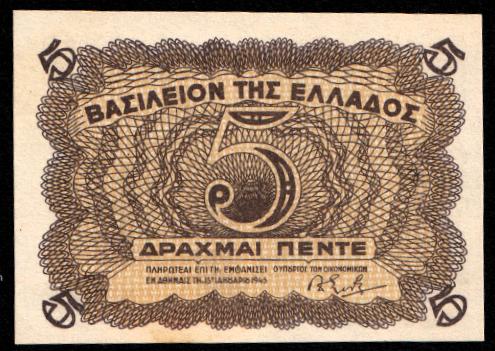 5 5
ΒΑΣΙΛΕΙΟΝ ΤΗΣ ΕΛΛΑΔΟΣ
5
ΔΡΑΧΜΑΙ ΠΕΝΤΕ
ΠΛΗΡΩΤΕΑΙ ΕΠΙ ΤΗ ΕΜΦΑΝΙΣΕΙ Ο ΥΠΟΥΡΓΟΣ ΤΩΝ ΟΙΚΟΝΟΜΙΚΩΝ
ΕΝ ΑΘΗΝΑΙΣ ΤΗ 15Η ΙΑΝΟΥΑΡΙΟΥ 1945
5 5